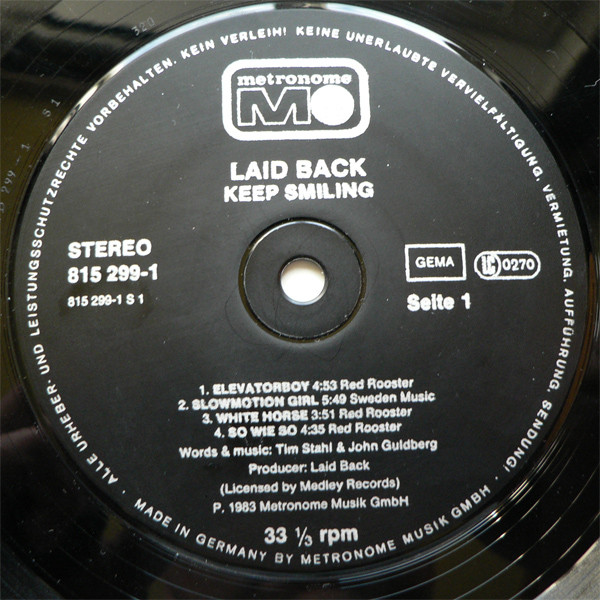 ALLE URHEBER- UND LEISTUNGSSCHUTZRECHTE VORBEHALTEN. KEIN VERLEIH! KEINE UNERLAUBTE VERVIELFÄLTIGUNG, VERMIETUNG, AUFFÜHRUNG, SENDUNG!
metronome
M
LAID BACK
KEEP SMILING
STEREO
815 299-1
815 299-1 S 1
GEMA
LC 0270
Seite 1
1. ELEVATORBOY 4:53 Red Rooster
2. SLOWMOTION GIRL 5:49 Sweden Music
3. WHITE HORSE 3:51 Red Rooster
4. SO WIE SO 4:35 Red Rooster
Words & music: Tim Stahl & John Guldberg
Producer: Laid Back
(Licensed by Medley Records)
P. 1983 Metronome Musik GmbH
33 1/3 rpm
· MADE IN GERMANY BY METRONOME MUSIK GMBH ·
320
S 1